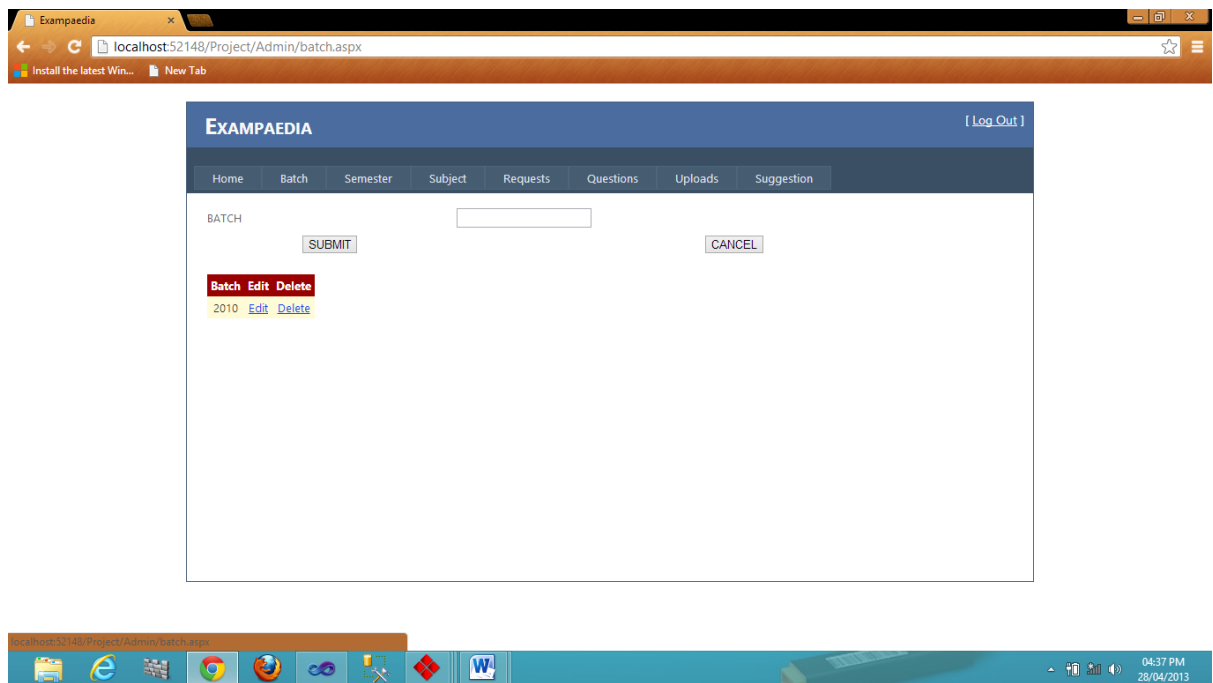 Exampaedia
localhost:52148/Project/Admin/batch.aspx
Install the latest Win... New Tab
EXAMPAEDIA [ Log Out ]
Home Batch Semester Subject Requests Questions Uploads Suggestion
BATCH
SUBMIT CANCEL
Batch Edit Delete
2010 Edit Delete
localhost:52148/Project/Admin/batch.aspx
04:37 PM
28/04/2013